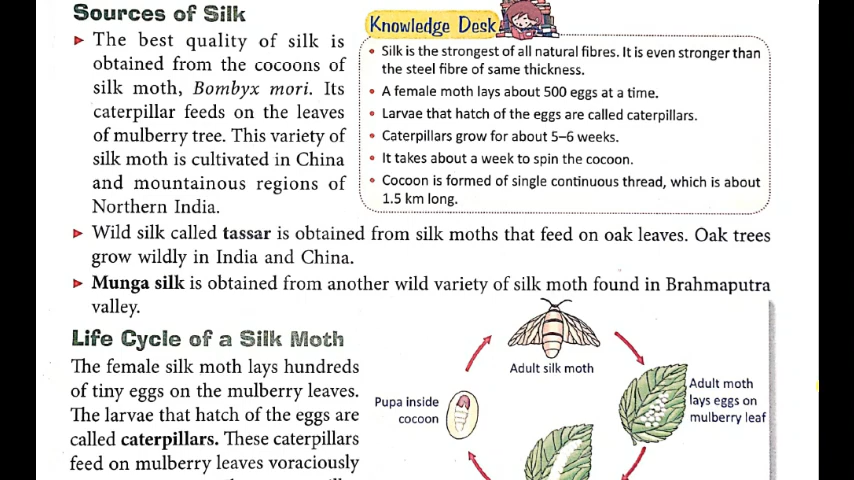 Sources of Silk
▸ The best quality of silk is
obtained from the cocoons of
silk moth, Bombyx mori. Its
caterpillar feeds on the leaves
of mulberry tree. This variety of
silk moth is cultivated in China
and mountainous regions of
Northern India.
Knowledge Desk
• Silk is the strongest of all natural fibres. It is even stronger than
the steel fibre of same thickness.
• A female moth lays about 500 eggs at a time.
• Larvae that hatch of the eggs are called caterpillars.
• Caterpillars grow for about 5–6 weeks.
• It takes about a week to spin the cocoon.
• Cocoon is formed of single continuous thread, which is about
1.5 km long.
▸ Wild silk called tassar is obtained from silk moths that feed on oak leaves. Oak trees
grow wildly in India and China.
▸ Munga silk is obtained from another wild variety of silk moth found in Brahmaputra
valley.
Life Cycle of a Silk Moth
The female silk moth lays hundreds
of tiny eggs on the mulberry leaves.
The larvae that hatch of the eggs are
called caterpillars. These caterpillars
feed on mulberry leaves voraciously
Adult silk moth
Adult moth
lays eggs on
mulberry leaf
Pupa inside
cocoon